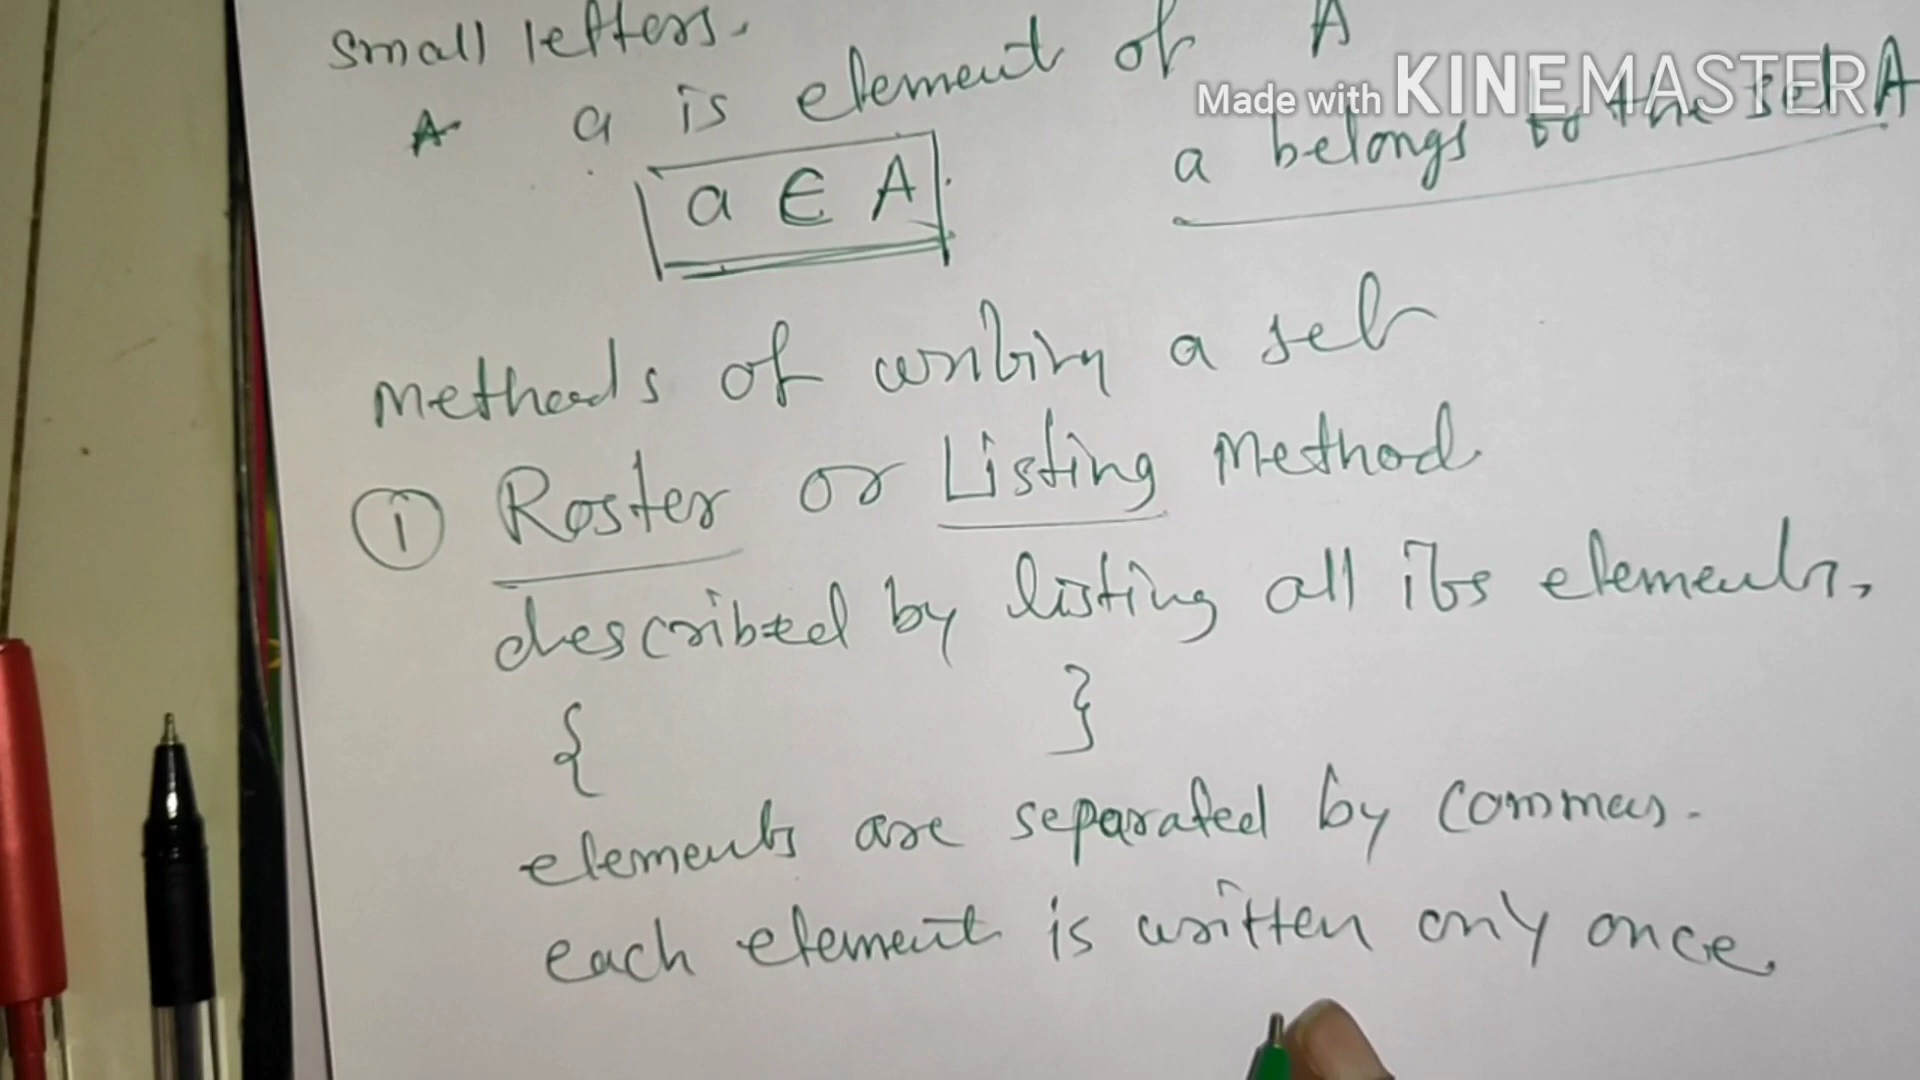 small letters.
A a is element of A
Made with KINEMASTER
a ∈ A
a belongs to the set A
Methods of writing a set
① Roster or Listing Method
described by listing all its elements.
{ }
elements are separated by commas.
each element is written only once.